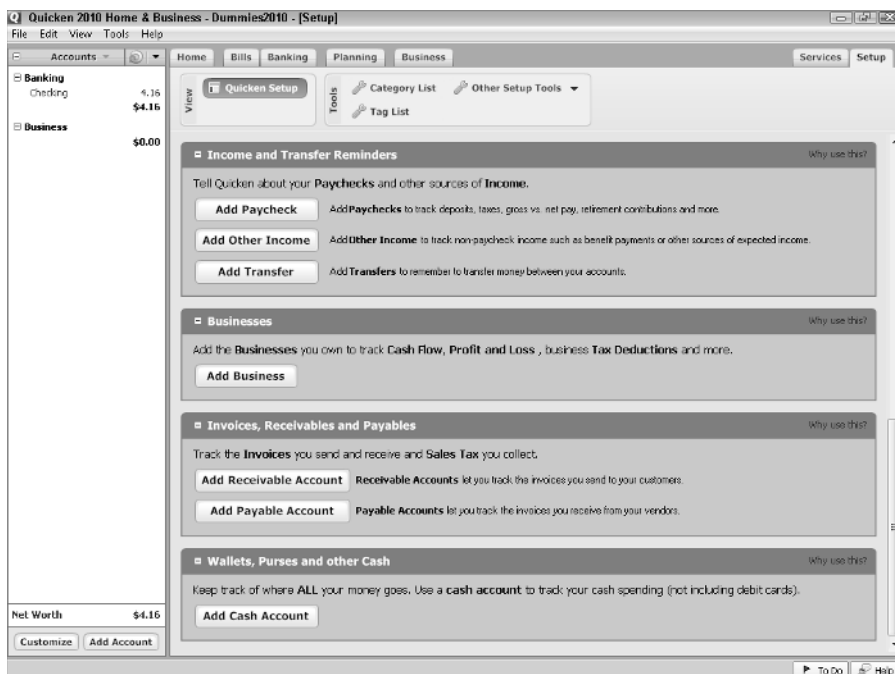 Quicken 2010 Home & Business - Dummies2010 - [Setup]
File Edit View Tools Help
Accounts
Home Bills Banking Planning Business Services Setup
Banking
Checking 4.16
$4.16
Business
$0.00
View
Quicken Setup
Tools
Category List Other Setup Tools
Tag List
Income and Transfer Reminders Why use this?
Tell Quicken about your Paychecks and other sources of Income.
Add Paycheck Add Paychecks to track deposits, taxes, gross vs. net pay, retirement contributions and more.
Add Other Income Add Other Income to track non-paycheck income such as benefit payments or other sources of expected income.
Add Transfer Add Transfers to remember to transfer money between your accounts.
Businesses Why use this?
Add the Businesses you own to track Cash Flow, Profit and Loss , business Tax Deductions and more.
Add Business
Invoices, Receivables and Payables Why use this?
Track the Invoices you send and receive and Sales Tax you collect.
Add Receivable Account Receivable Accounts let you track the invoices you send to your customers.
Add Payable Account Payable Accounts let you track the invoices you receive from your vendors.
Wallets, Purses and other Cash Why use this?
Keep track of where ALL your money goes. Use a cash account to track your cash spending (not including debit cards).
Add Cash Account
Net Worth $4.16
Customize Add Account
To Do Help